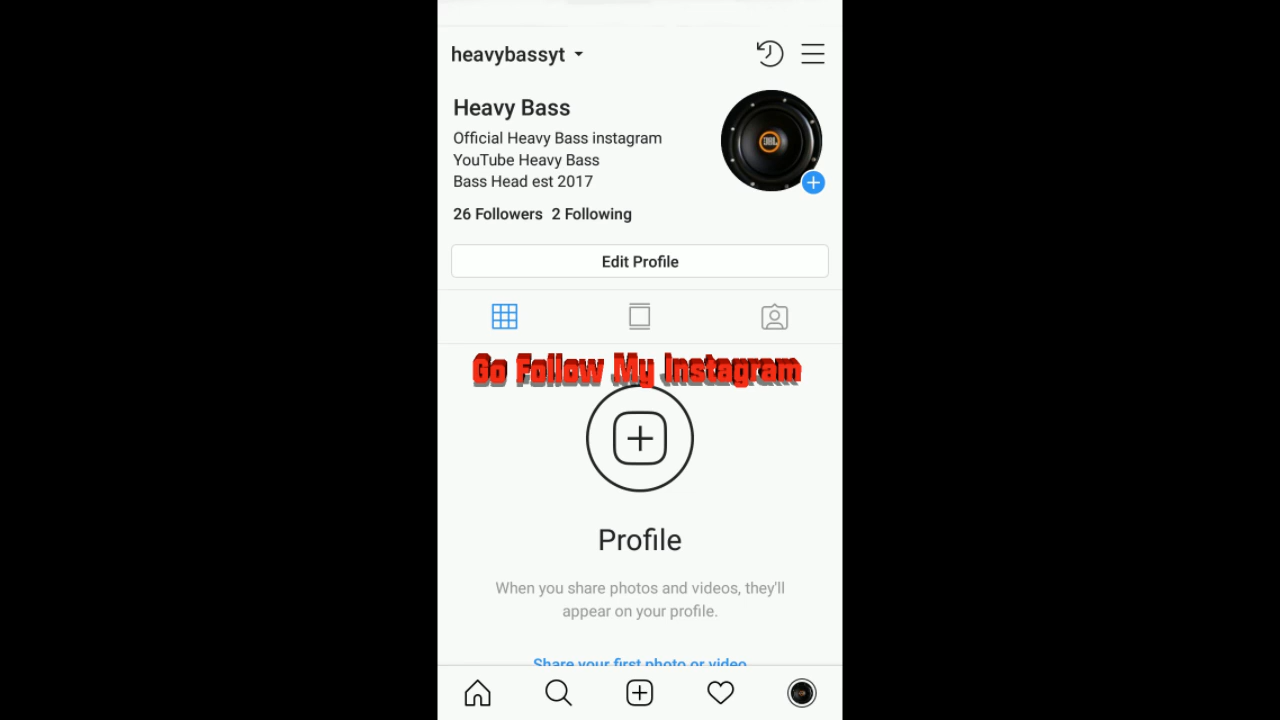 heavybassyt
Heavy Bass
Official Heavy Bass instagram
YouTube Heavy Bass
Bass Head est 2017
26 Followers 2 Following
Edit Profile
Go Follow My Instagram
Profile
When you share photos and videos, they'll
appear on your profile.
Share your first photo or video